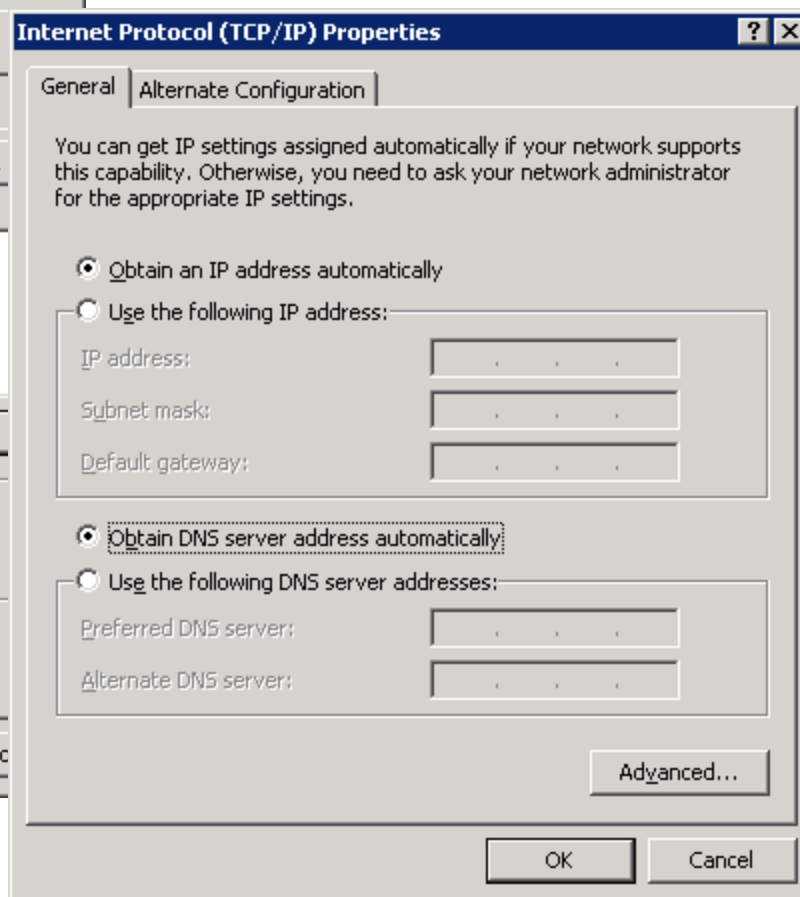 Internet Protocol (TCP/IP) Properties
General
Alternate Configuration
You can get IP settings assigned automatically if your network supports
this capability. Otherwise, you need to ask your network administrator
for the appropriate IP settings.
Obtain an IP address automatically
Use the following IP address:
IP address:
Subnet mask:
Default gateway:
Obtain DNS server address automatically
Use the following DNS server addresses:
Preferred DNS server:
Alternate DNS server:
Advanced...
OK
Cancel